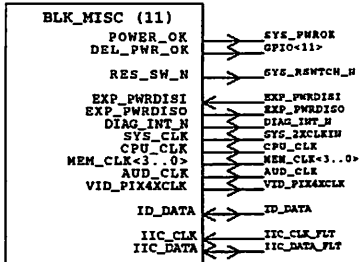 BLK_MISC (11)
POWER_OK SYS_PWROK
DEL_PWR_OK GPIO<11>
RES_SW_N SYS_RSWTCH_N
EXP_PWRDISI EXP_PWRDISI
EXP_PWRDISO EXP_PWRDISO
DIAG_INT_N DIAG_INT_N
SYS_CLK SYS_2XCLKIN
CPU_CLK CPU_CLK
MEM_CLK<3..0> MEM_CLK<3..0>
AUD_CLK AUD_CLK
VID_PIX4XCLK VID_PIX4XCLK
ID_DATA ID_DATA
IIC_CLK IIC_CLK_FLT
IIC_DATA IIC_DATA_FLT